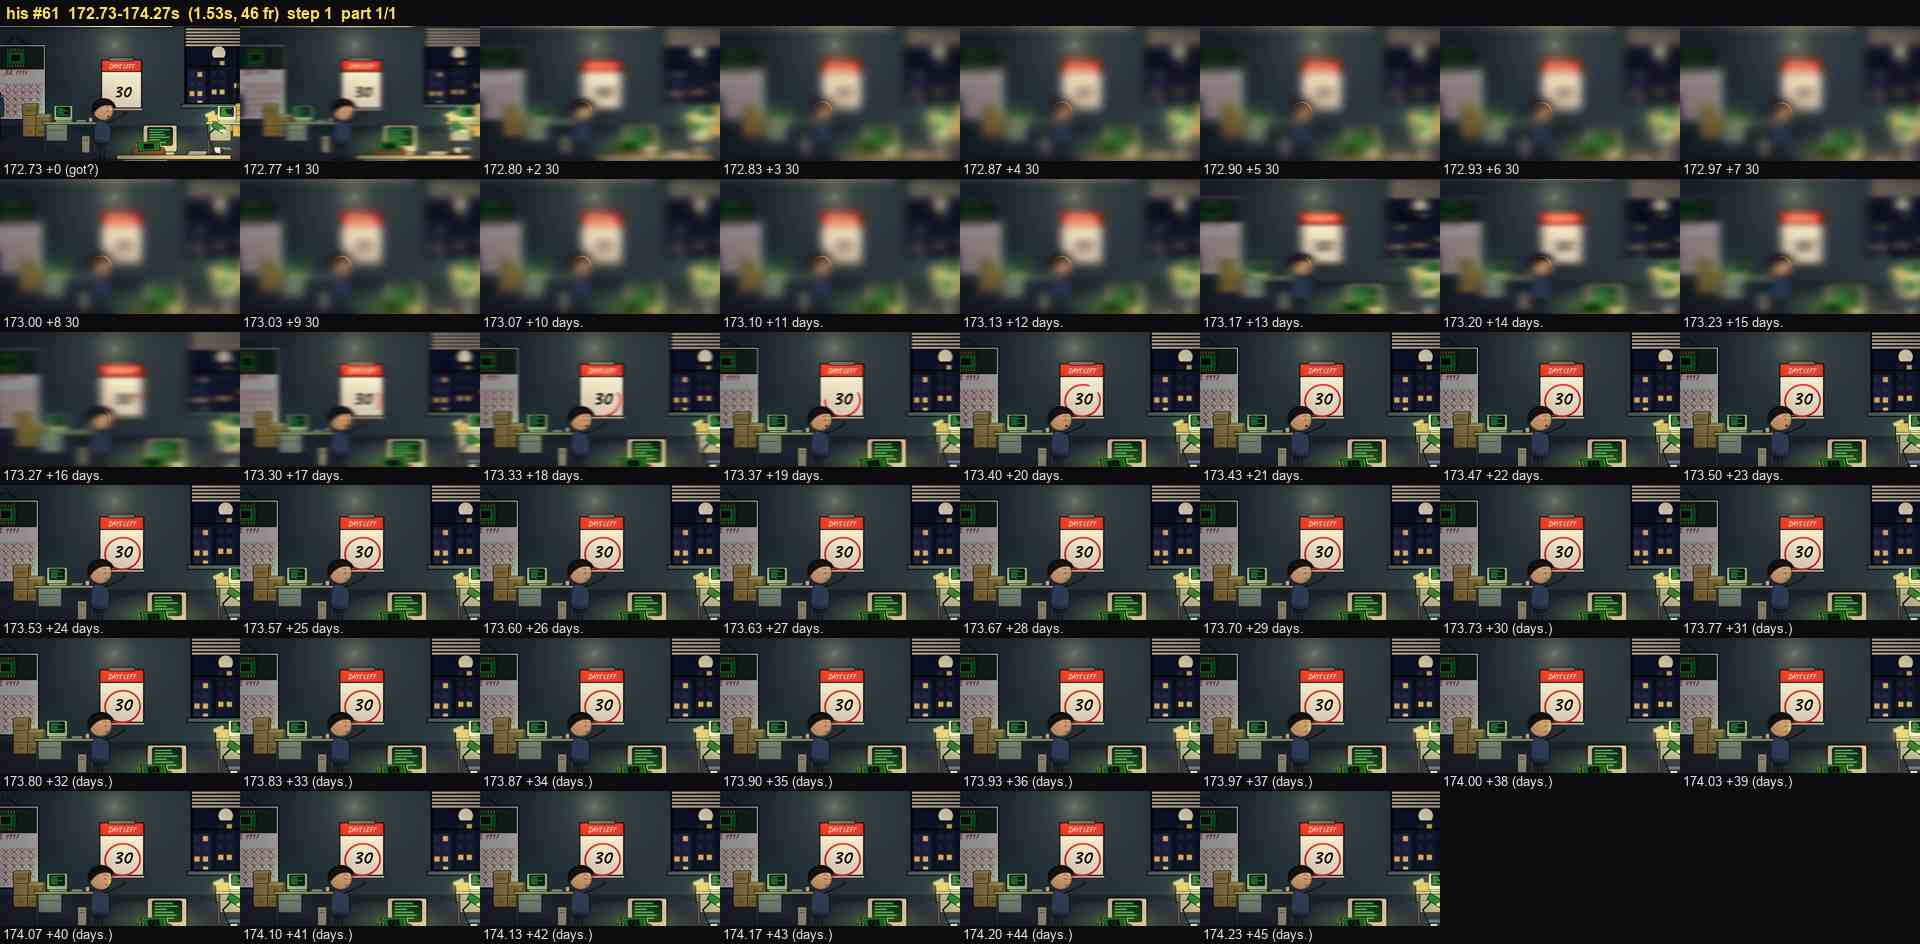 his #61 172.73-174.27s (1.53s, 46 fr) step 1 part 1/1
DAYS LEFT
30
172.73 +0 (got?)
172.77 +1 30
172.80 +2 30
172.83 +3 30
172.87 +4 30
172.90 +5 30
172.93 +6 30
172.97 +7 30
173.00 +8 30
173.03 +9 30
173.07 +10 days.
173.10 +11 days.
173.13 +12 days.
173.17 +13 days.
173.20 +14 days.
173.23 +15 days.
173.27 +16 days.
173.30 +17 days.
173.33 +18 days.
173.37 +19 days.
173.40 +20 days.
173.43 +21 days.
173.47 +22 days.
173.50 +23 days.
173.53 +24 days.
173.57 +25 days.
173.60 +26 days.
173.63 +27 days.
173.67 +28 days.
173.70 +29 days.
173.73 +30 (days.)
173.77 +31 (days.)
173.80 +32 (days.)
173.83 +33 (days.)
173.87 +34 (days.)
173.90 +35 (days.)
173.93 +36 (days.)
173.97 +37 (days.)
174.00 +38 (days.)
174.03 +39 (days.)
174.07 +40 (days.)
174.10 +41 (days.)
174.13 +42 (days.)
174.17 +43 (days.)
174.20 +44 (days.)
174.23 +45 (days.)